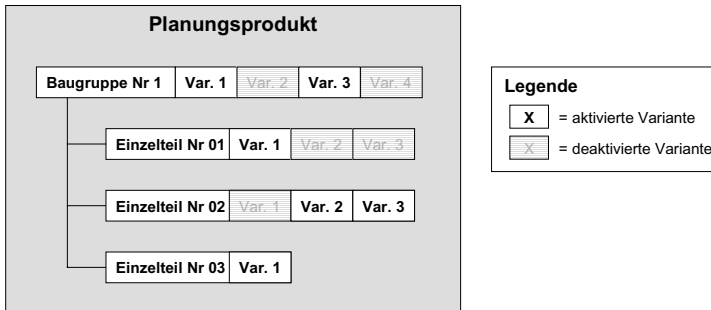 Planungsprodukt
Baugruppe Nr 1 Var. 1 Var. 2 Var. 3 Var. 4
Einzelteil Nr 01 Var. 1 Var. 2 Var. 3
Einzelteil Nr 02 Var. 1 Var. 2 Var. 3
Einzelteil Nr 03 Var. 1
Legende
X = aktivierte Variante
X = deaktivierte Variante